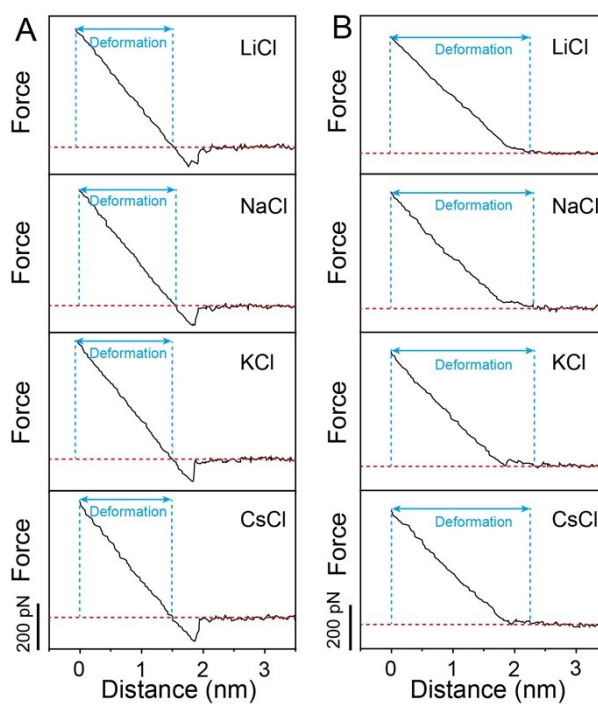 A
LiCl
Deformation
Force
NaCl
Deformation
Force
KCl
Deformation
Force
CsCl
Deformation
Force
200 pN
0 1 2 3
Distance (nm)
B
LiCl
Deformation
Force
NaCl
Deformation
Force
KCl
Deformation
Force
CsCl
Deformation
Force
200 pN
0 1 2 3
Distance (nm)